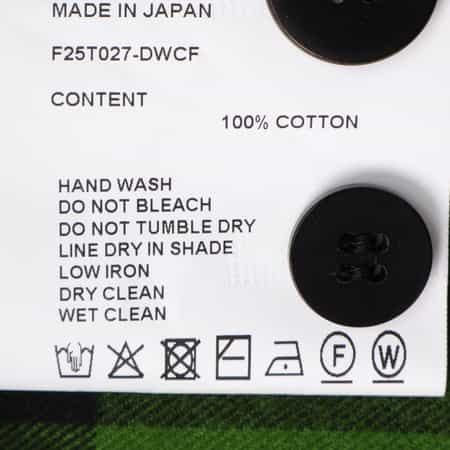 MADE IN JAPAN
F25T027-DWCF
CONTENT
100% COTTON
HAND WASH
DO NOT BLEACH
DO NOT TUMBLE DRY
LINE DRY IN SHADE
LOW IRON
DRY CLEAN
WET CLEAN
F W